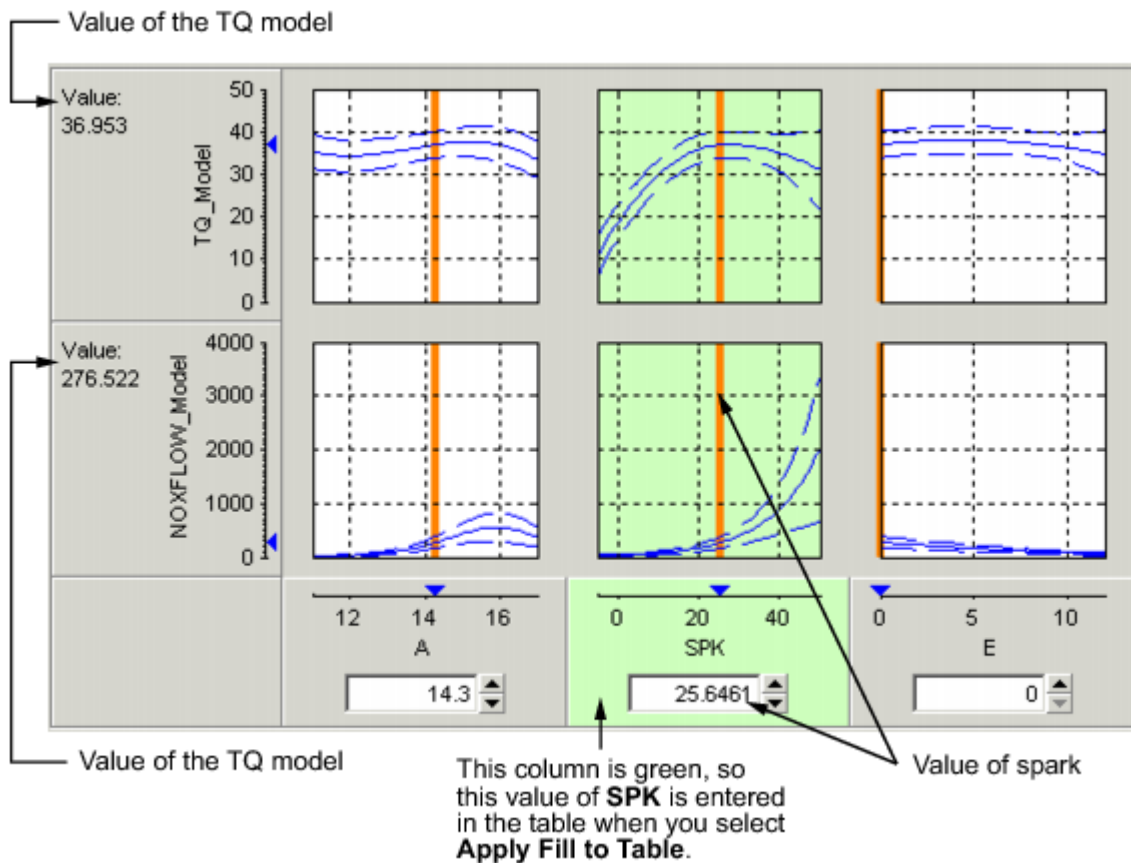 Value of the TQ model
Value:
36.953
TQ_Model
50
40
30
20
10
0
Value:
276.522
NOXFLOW_Model
4000
3000
2000
1000
0
12 14 16
A
14.3
0 20 40
SPK
25.6461
0 5 10
E
0
Value of the TQ model
This column is green, so
this value of SPK is entered
in the table when you select
Apply Fill to Table.
Value of spark